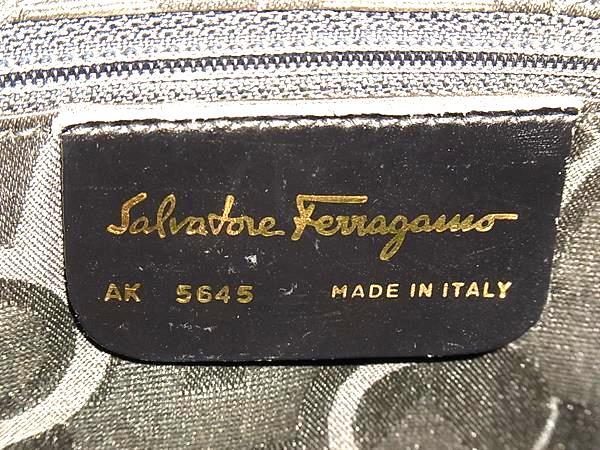 Salvatore Ferragamo
AK 5645 MADE IN ITALY